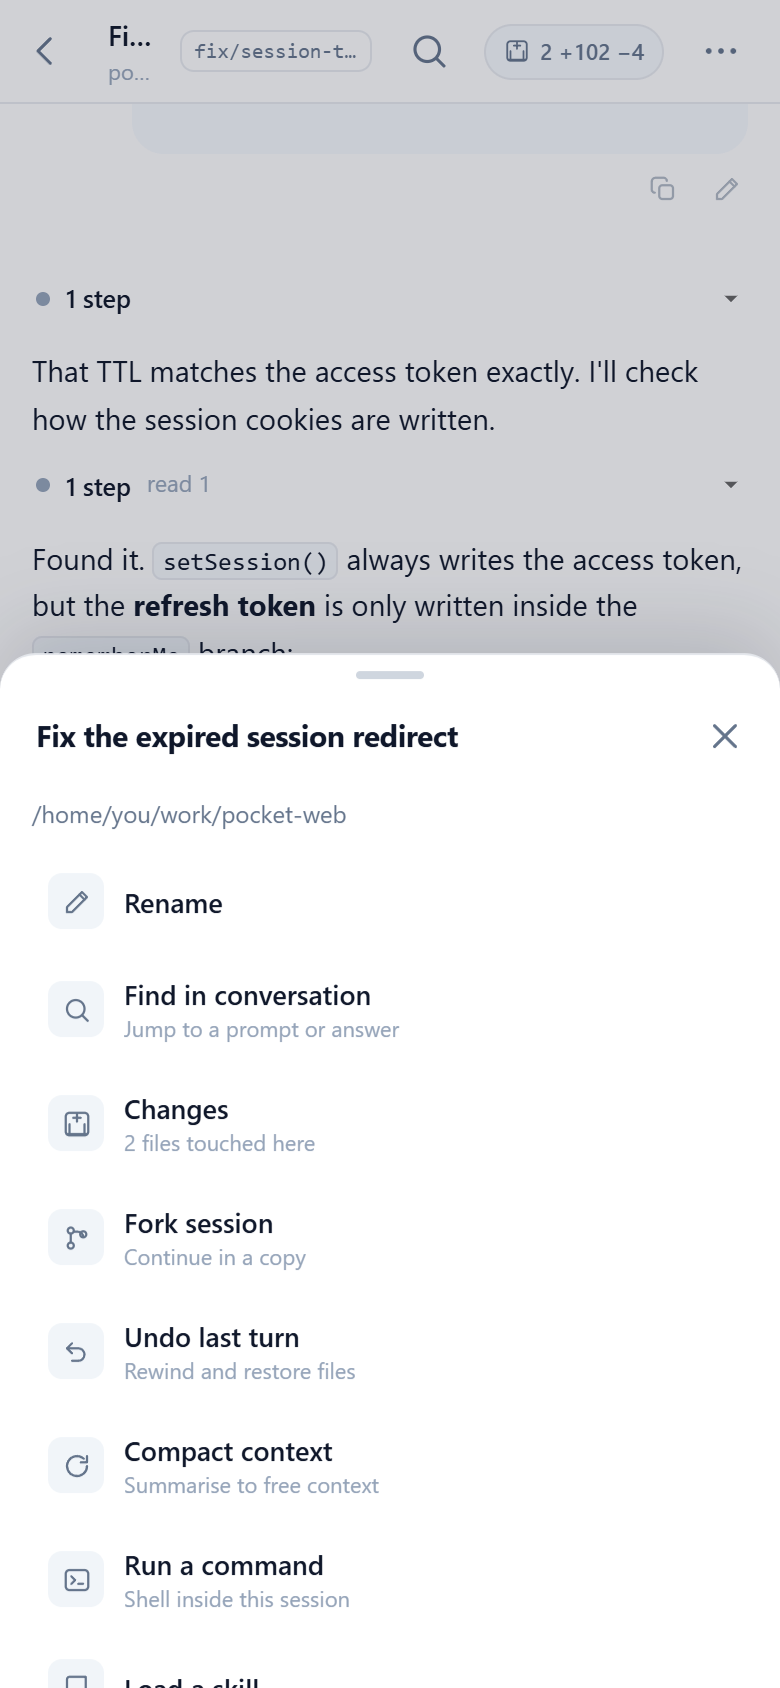 Fi...
po...
fix/session-t...
2 +102 −4
1 step
That TTL matches the access token exactly. I'll check
how the session cookies are written.
1 step read 1
Found it. setSession() always writes the access token,
but the refresh token is only written inside the
rememberMe branch:
Fix the expired session redirect
/home/you/work/pocket-web
Rename
Find in conversation
Jump to a prompt or answer
Changes
2 files touched here
Fork session
Continue in a copy
Undo last turn
Rewind and restore files
Compact context
Summarise to free context
Run a command
Shell inside this session
Load a skill